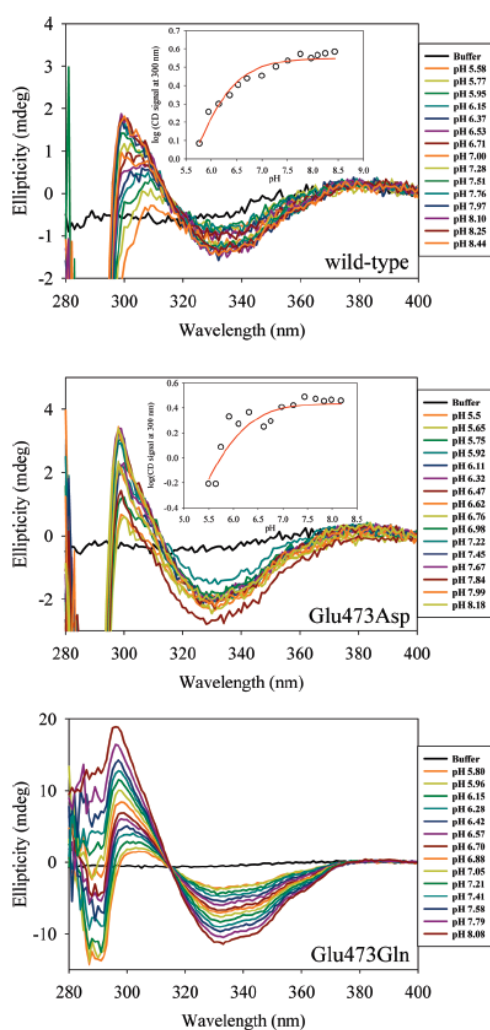 4
3
2
1
0
-1
-2
Ellipticity (mdeg)
280 300 320 340 360 380 400
Wavelength (nm)
wild-type
0.6
0.5
0.4
0.3
0.2
0.1
0.0
log (CD signal at 300 nm)
5.0 5.5 6.0 6.5 7.0 7.5 8.0 8.5 9.0
pH
Buffer
pH 5.58
pH 5.77
pH 5.95
pH 6.15
pH 6.37
pH 6.53
pH 6.71
pH 7.00
pH 7.28
pH 7.51
pH 7.76
pH 7.97
pH 8.10
pH 8.25
pH 8.44
4
2
0
-2
Ellipticity (mdeg)
280 300 320 340 360 380 400
Wavelength (nm)
Glu473Asp
0.6
0.4
0.2
0.0
-0.2
-0.4
log(CD signal at 300 nm)
5.0 5.5 6.0 6.5 7.0 7.5 8.0 8.5
pH
Buffer
pH 5.5
pH 5.65
pH 5.75
pH 5.92
pH 6.11
pH 6.32
pH 6.47
pH 6.62
pH 6.76
pH 6.98
pH 7.22
pH 7.45
pH 7.67
pH 7.84
pH 7.99
pH 8.18
20
10
0
-10
Ellipticity (mdeg)
280 300 320 340 360 380 400
Wavelength (nm)
Glu473Gln
Buffer
pH 5.80
pH 5.96
pH 6.15
pH 6.28
pH 6.42
pH 6.57
pH 6.70
pH 6.88
pH 7.05
pH 7.21
pH 7.41
pH 7.58
pH 7.79
pH 8.08